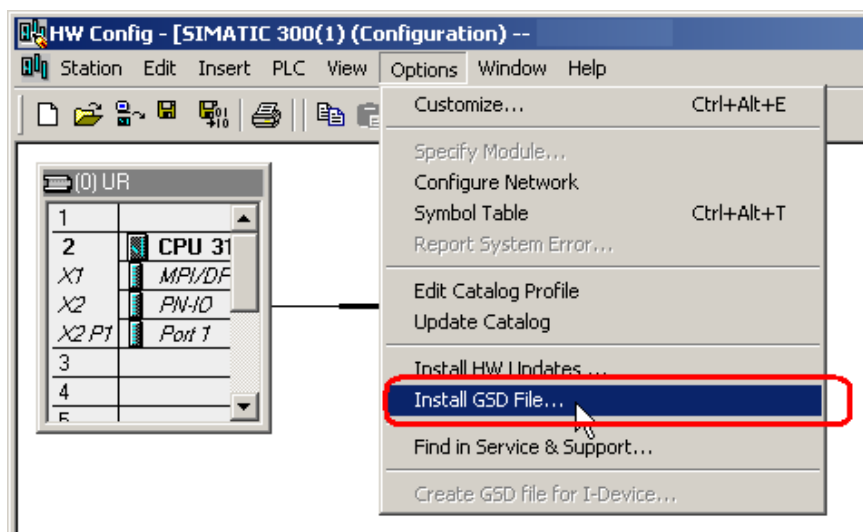 HW Config - [SIMATIC 300(1) (Configuration) --
Station Edit Insert PLC View Options Window Help
Customize... Ctrl+Alt+E
Specify Module...
Configure Network
Symbol Table Ctrl+Alt+T
Report System Error...
Edit Catalog Profile
Update Catalog
Install HW Updates ...
Install GSD File...
Find in Service & Support...
Create GSD file for I-Device...
(0) UR
1
2 CPU 31
X1 MPI/DP
X2 PN-IO
X2 P1 Port 1
3
4
5